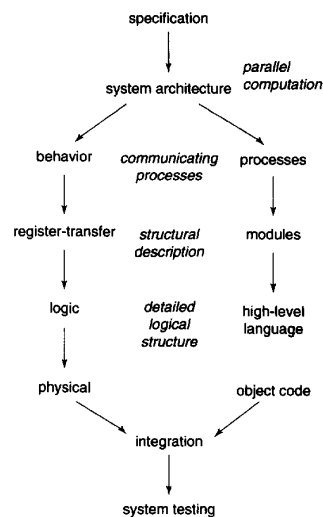 specification
parallel
computation
system architecture
behavior
communicating
processes
processes
register-transfer
structural
description
modules
logic
detailed
logical
structure
high-level
language
physical
object code
integration
system testing